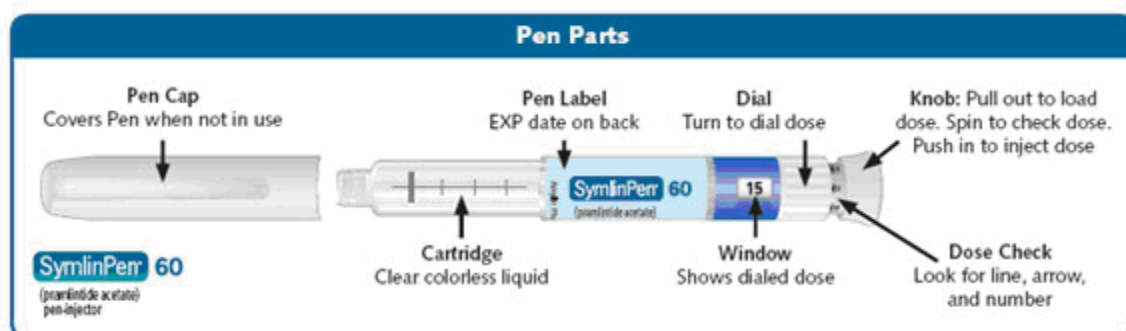 Pen Parts
Pen Cap
Covers Pen when not in use
Pen Label
EXP date on back
Dial
Turn to dial dose
Knob: Pull out to load
dose. Spin to check dose.
Push in to inject dose
SymlinPen 60
(pramlintide acetate)
15
Cartridge
Clear colorless liquid
Window
Shows dialed dose
Dose Check
Look for line, arrow,
and number
SymlinPen 60
(pramlintide acetate)
pen-injector